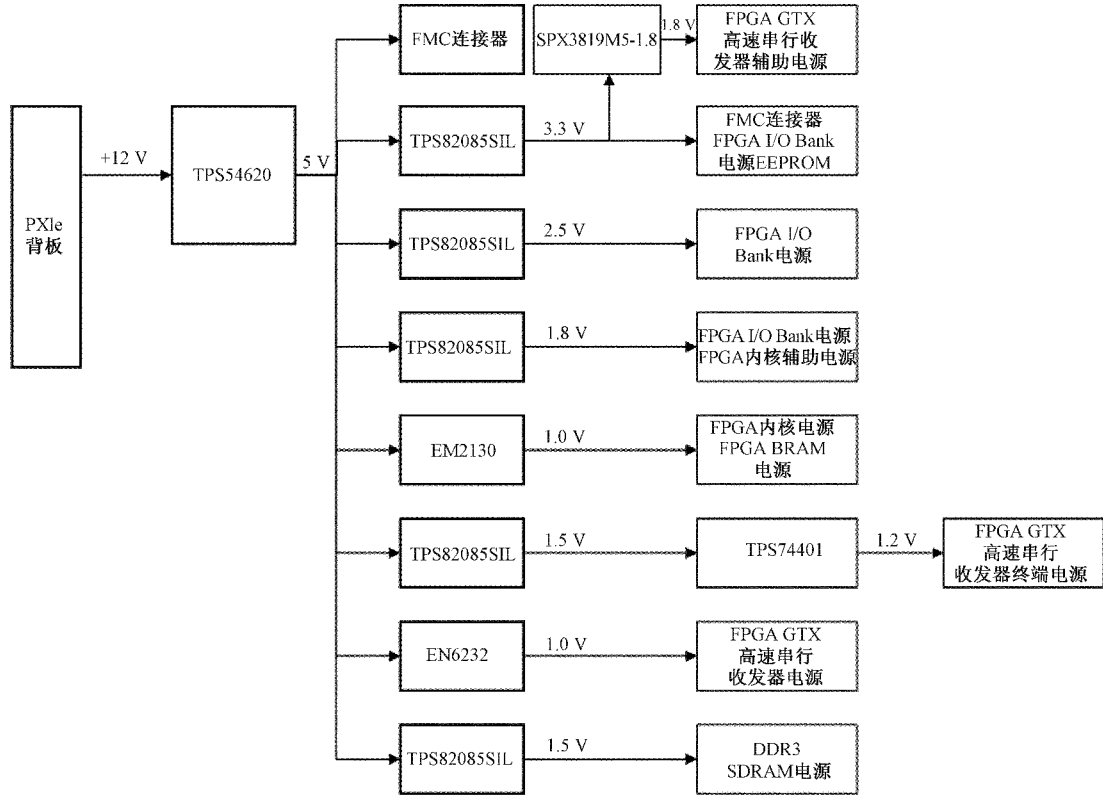 PXIe
背板
+12 V
TPS54620
5 V
FMC连接器
SPX3819M5-1.8
1.8 V
FPGA GTX
高速串行收
发器辅助电源
TPS82085SIL
3.3 V
FMC连接器
FPGA I/O Bank
电源EEPROM
TPS82085SIL
2.5 V
FPGA I/O
Bank电源
TPS82085SIL
1.8 V
FPGA I/O Bank电源
FPGA内核辅助电源
EM2130
1.0 V
FPGA内核电源
FPGA BRAM
电源
TPS82085SIL
1.5 V
TPS74401
1.2 V
FPGA GTX
高速串行
收发器终端电源
EN6232
1.0 V
FPGA GTX
高速串行
收发器电源
TPS82085SIL
1.5 V
DDR3
SDRAM电源